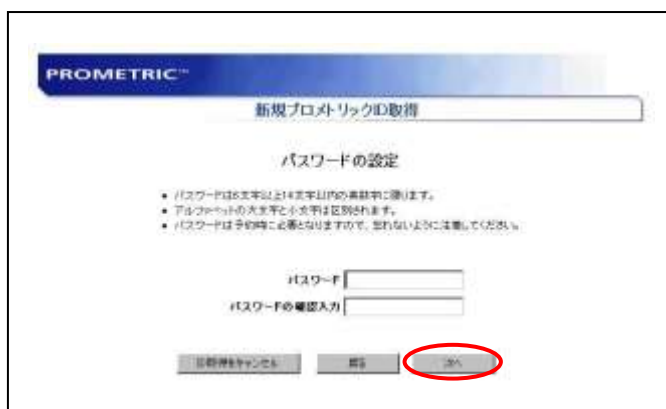 PROMETRIC™
新規プロメトリックID取得
パスワードの設定
• パスワードは6文字以上14文字以内の英数字に限ります。
• アルファベットの大文字と小文字は区別されます。
• パスワードは予約時に必要となりますので、忘れないように注意してください。
パスワード
パスワードの確認入力
ID取得をキャンセル 戻る 次へ